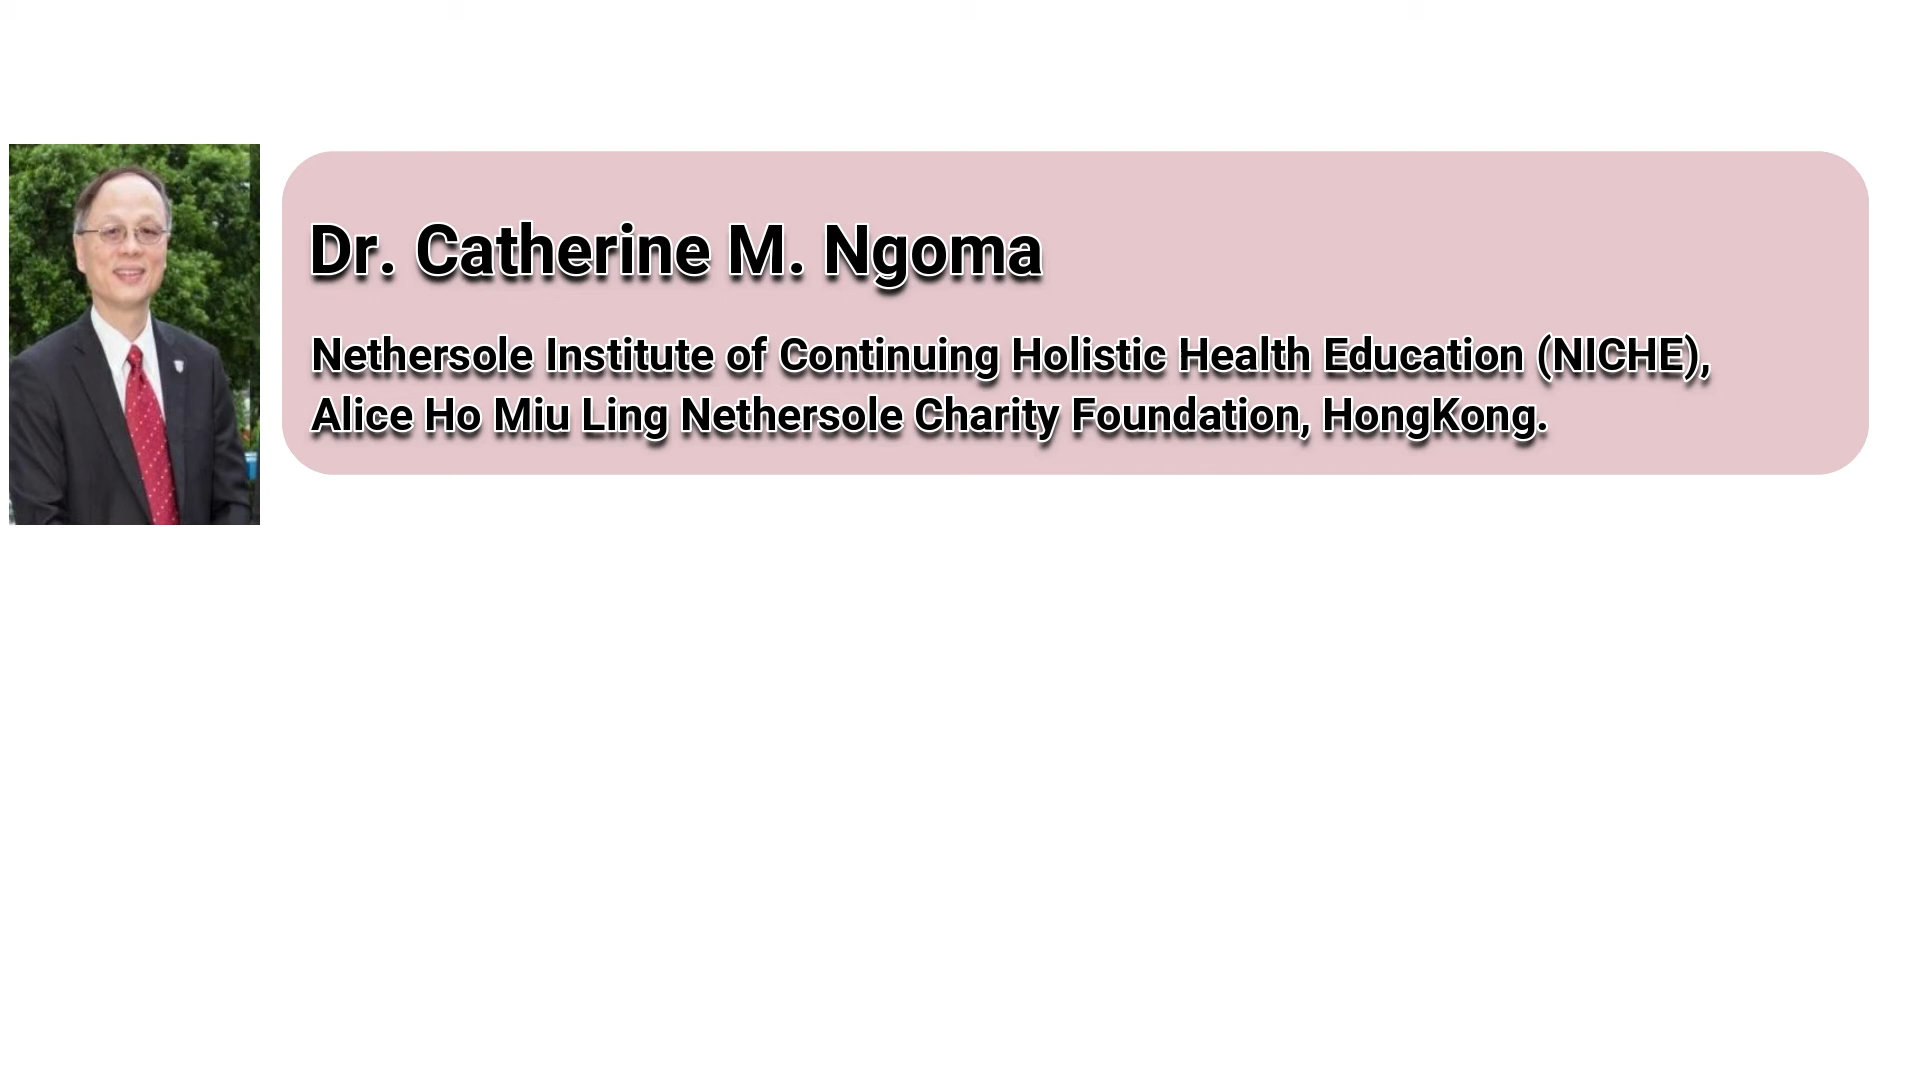 Dr. Catherine M. Ngoma
Nethersole Institute of Continuing Holistic Health Education (NICHE),
Alice Ho Miu Ling Nethersole Charity Foundation, HongKong.